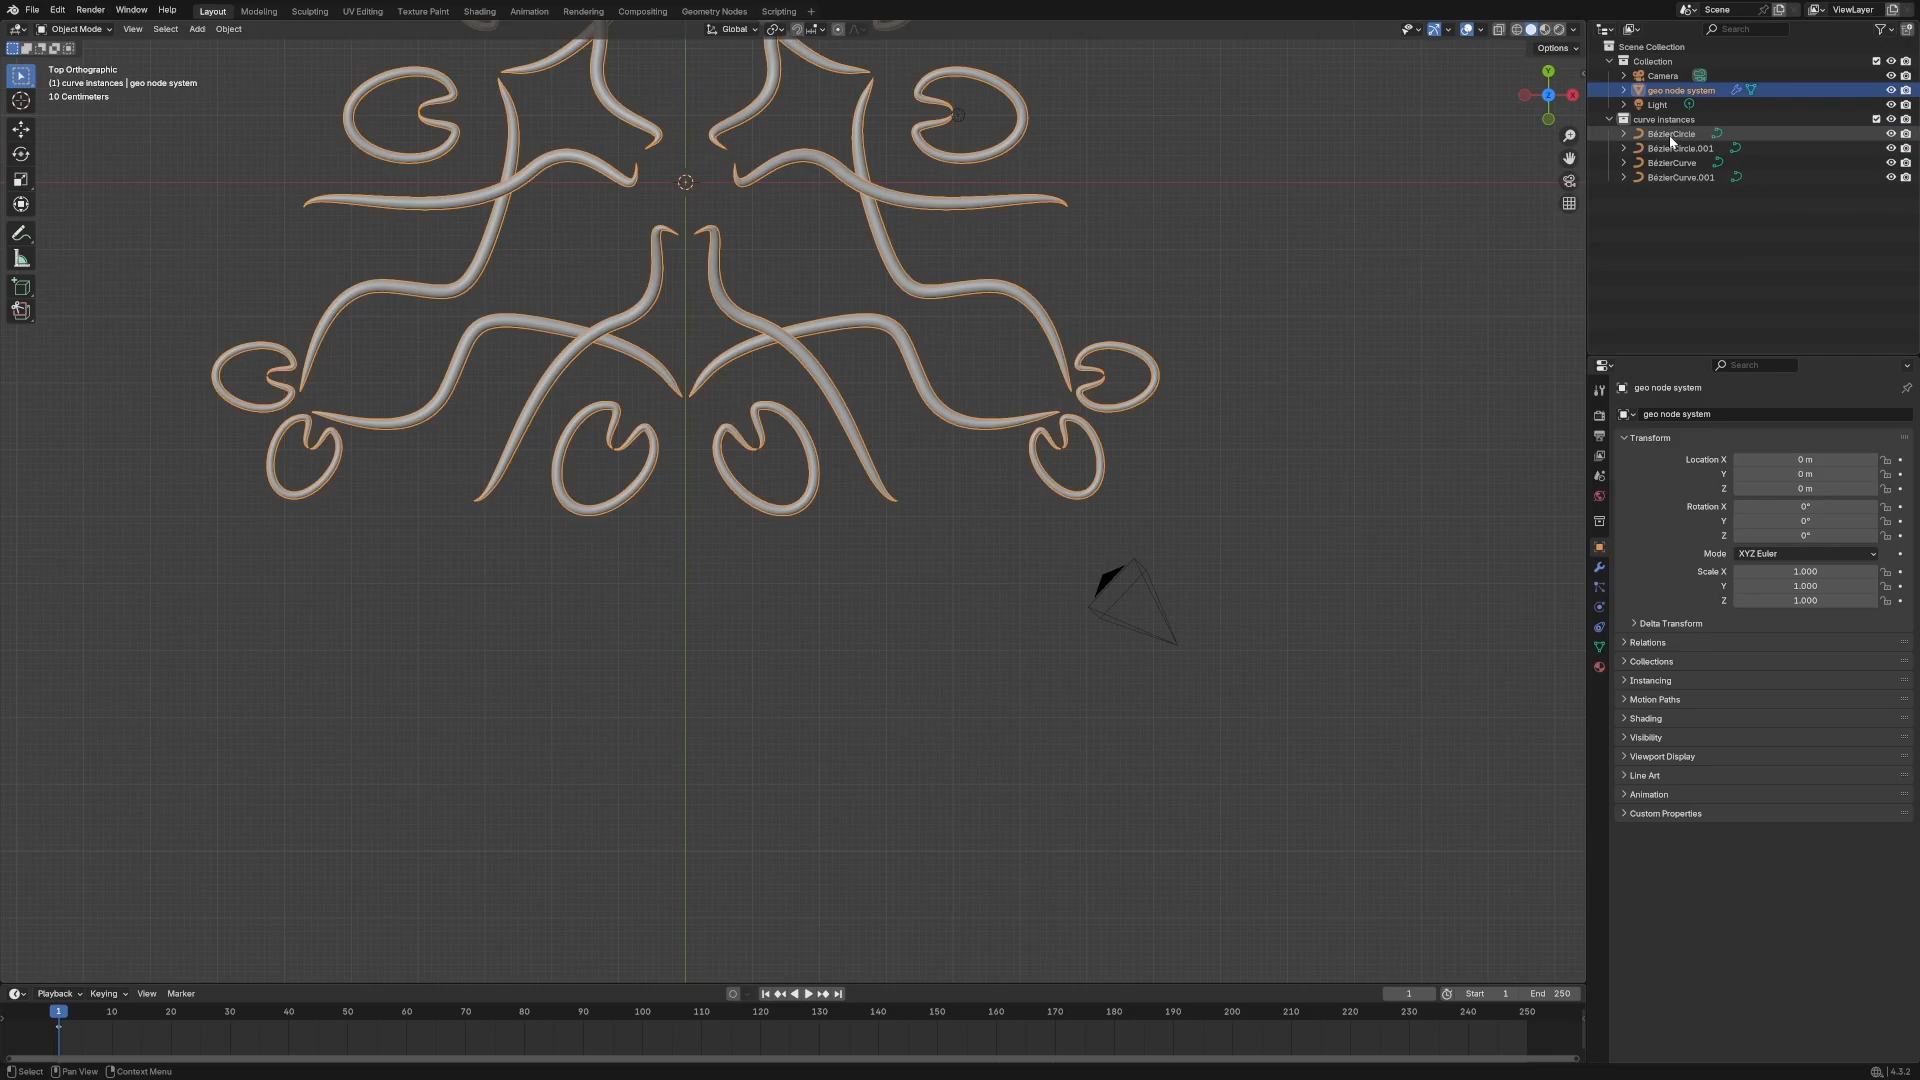 File Edit Render Window Help Layout Modeling Sculpting UV Editing Texture Paint Shading Animation Rendering Compositing Geometry Nodes Scripting + Scene ViewLayer
Object Mode View Select Add Object Global Search
Options
Top Orthographic
(1) curve instances | geo node system
10 Centimeters
Y
Z
X
Scene Collection
Collection
Camera
geo node system
Light
curve instances
BézierCircle
BézierCircle.001
BézierCurve
BézierCurve.001
Search
geo node system
geo node system
Transform
Location X 0 m
Y 0 m
Z 0 m
Rotation X 0°
Y 0°
Z 0°
Mode XYZ Euler
Scale X 1.000
Y 1.000
Z 1.000
Delta Transform
Relations
Collections
Instancing
Motion Paths
Shading
Visibility
Viewport Display
Line Art
Animation
Custom Properties
Playback Keying View Marker 1 Start 1 End 250
1 10 20 30 40 50 60 70 80 90 100 110 120 130 140 150 160 170 180 190 200 210 220 230 240 250
Select Pan View Context Menu 4.3.2